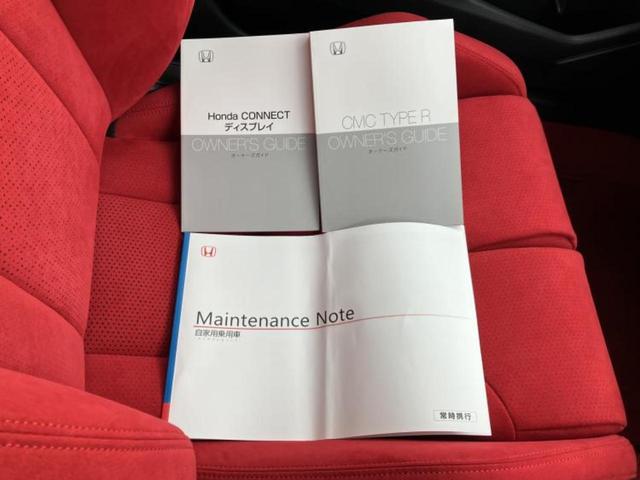 Honda CONNECT
ディスプレイ
OWNER'S GUIDE
オーナーズガイド
CIVIC TYPE R
OWNER'S GUIDE
オーナーズガイド
Maintenance Note
自家用乗用車
常時携行